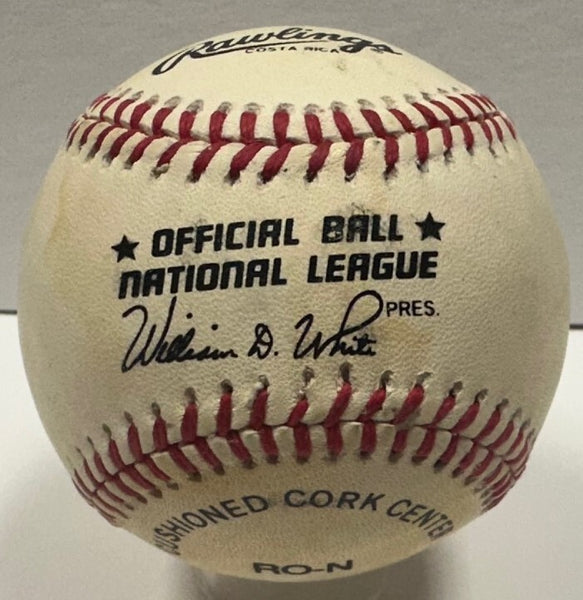 Rawlings
COSTA RICA
★ OFFICIAL BALL ★
NATIONAL LEAGUE
William D. White PRES.
CUSHIONED CORK CENTER
RO-N